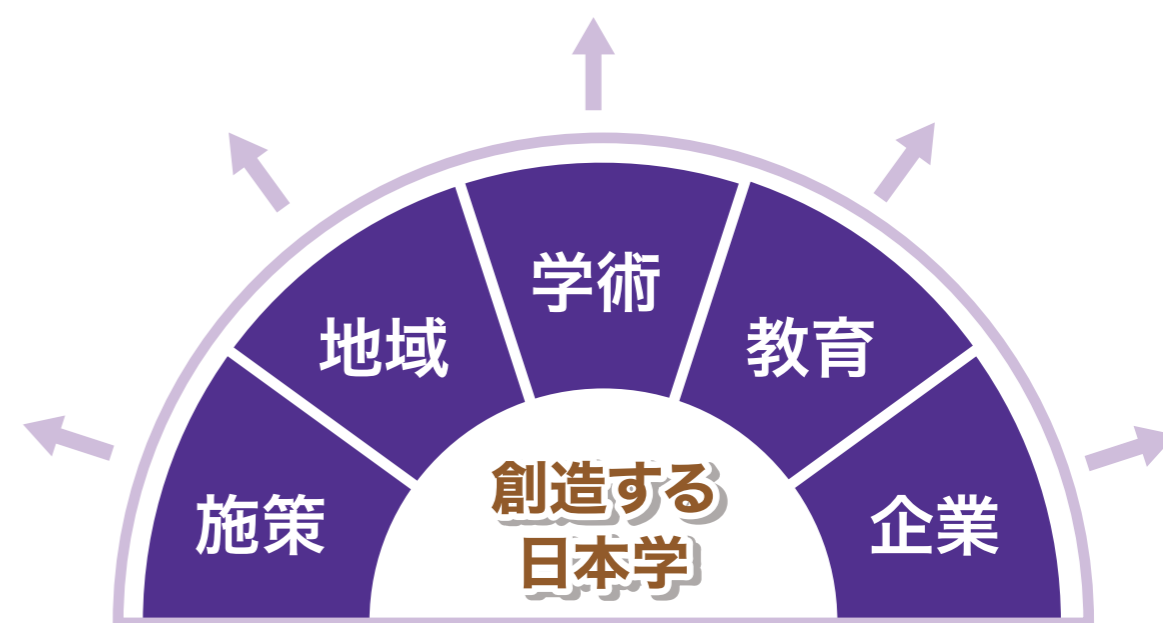 施策
地域
学術
教育
企業
創造する
日本学